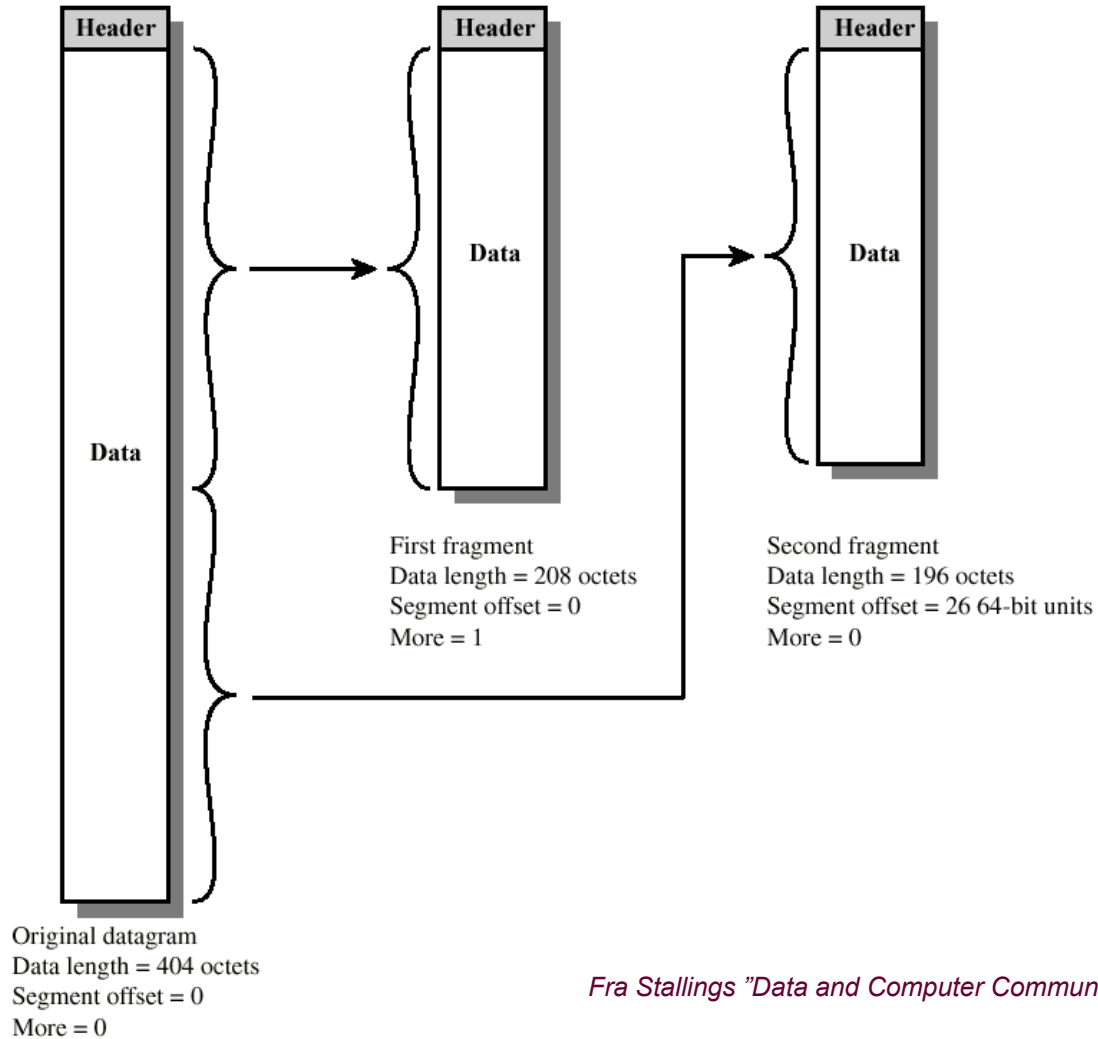 Header
Header
Header
Data
Data
Data
First fragment
Data length = 208 octets
Segment offset = 0
More = 1
Second fragment
Data length = 196 octets
Segment offset = 26 64-bit units
More = 0
Original datagram
Data length = 404 octets
Segment offset = 0
More = 0
Fra Stallings ”Data and Computer Commun